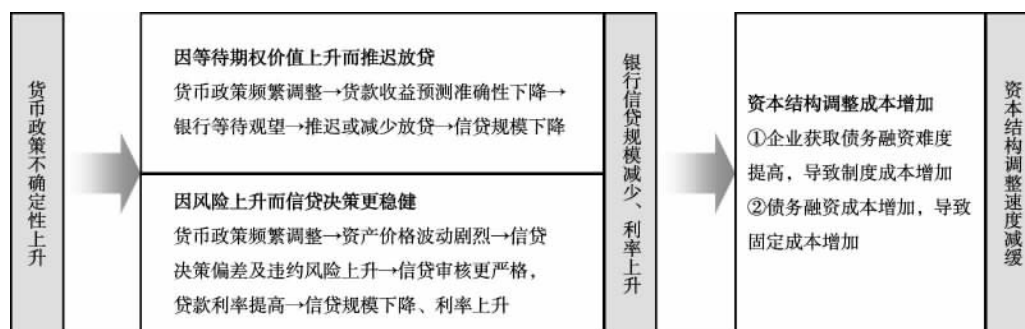 货币政策不确定性上升
因等待期权价值上升而推迟放贷
货币政策频繁调整→贷款收益预测准确性下降→
银行等待观望→推迟或减少放贷→信贷规模下降
因风险上升而信贷决策更稳健
货币政策频繁调整→资产价格波动剧烈→信贷
决策偏差及违约风险上升→信贷审核更严格，
贷款利率提高→信贷规模下降、利率上升
银行信贷规模减少、利率上升
资本结构调整成本增加
①企业获取债务融资难度
提高，导致制度成本增加
②债务融资成本增加，导致
固定成本增加
资本结构调整速度减缓